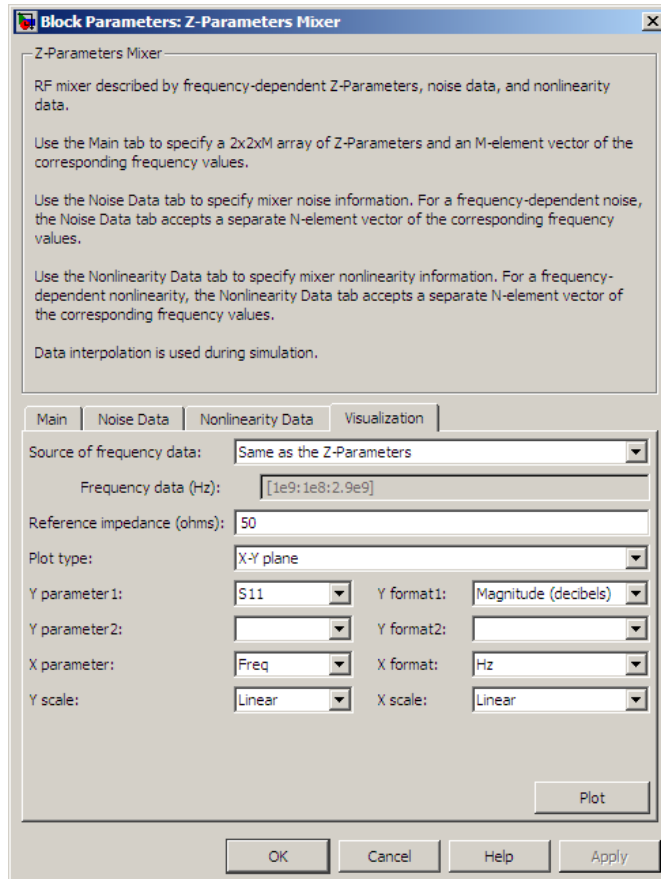 Block Parameters: Z-Parameters Mixer
Z-Parameters Mixer
RF mixer described by frequency-dependent Z-Parameters, noise data, and nonlinearity
data.
Use the Main tab to specify a 2x2xM array of Z-Parameters and an M-element vector of the
corresponding frequency values.
Use the Noise Data tab to specify mixer noise information. For a frequency-dependent noise,
the Noise Data tab accepts a separate N-element vector of the corresponding frequency
values.
Use the Nonlinearity Data tab to specify mixer nonlinearity information. For a frequency-
dependent nonlinearity, the Nonlinearity Data tab accepts a separate N-element vector of
the corresponding frequency values.
Data interpolation is used during simulation.
Main Noise Data Nonlinearity Data Visualization
Source of frequency data: Same as the Z-Parameters
Frequency data (Hz): [1e9:1e8:2.9e9]
Reference impedance (ohms): 50
Plot type: X-Y plane
Y parameter1: S11 Y format1: Magnitude (decibels)
Y parameter2: Y format2:
X parameter: Freq X format: Hz
Y scale: Linear X scale: Linear
Plot
OK Cancel Help Apply